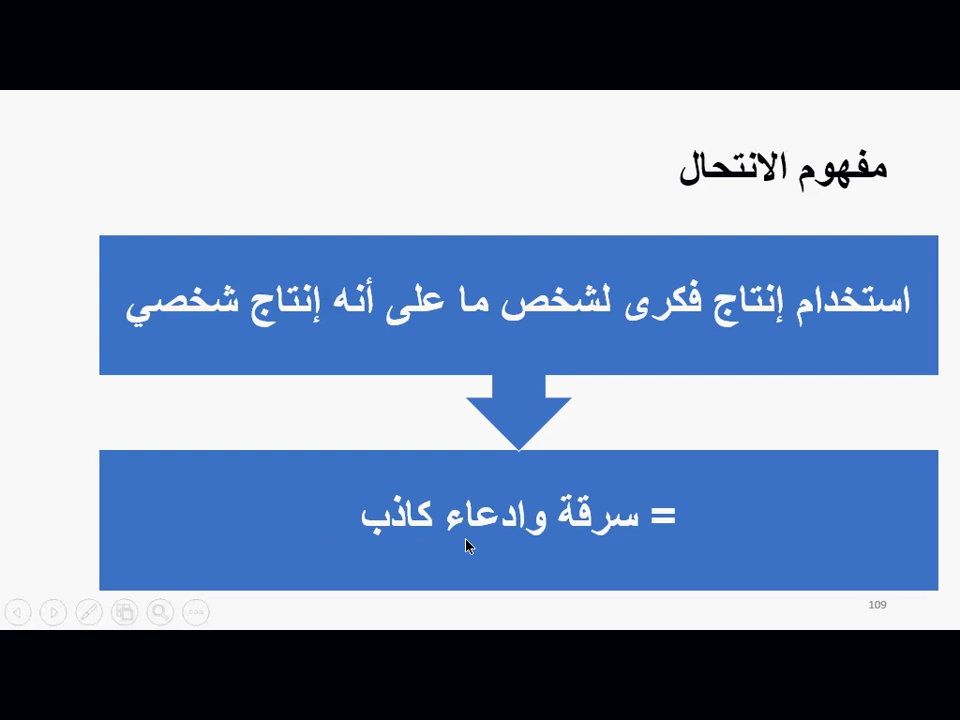 مفهوم الانتحال
استخدام إنتاج فكرى لشخص ما على أنه إنتاج شخصي
= سرقة وادعاء كاذب
109